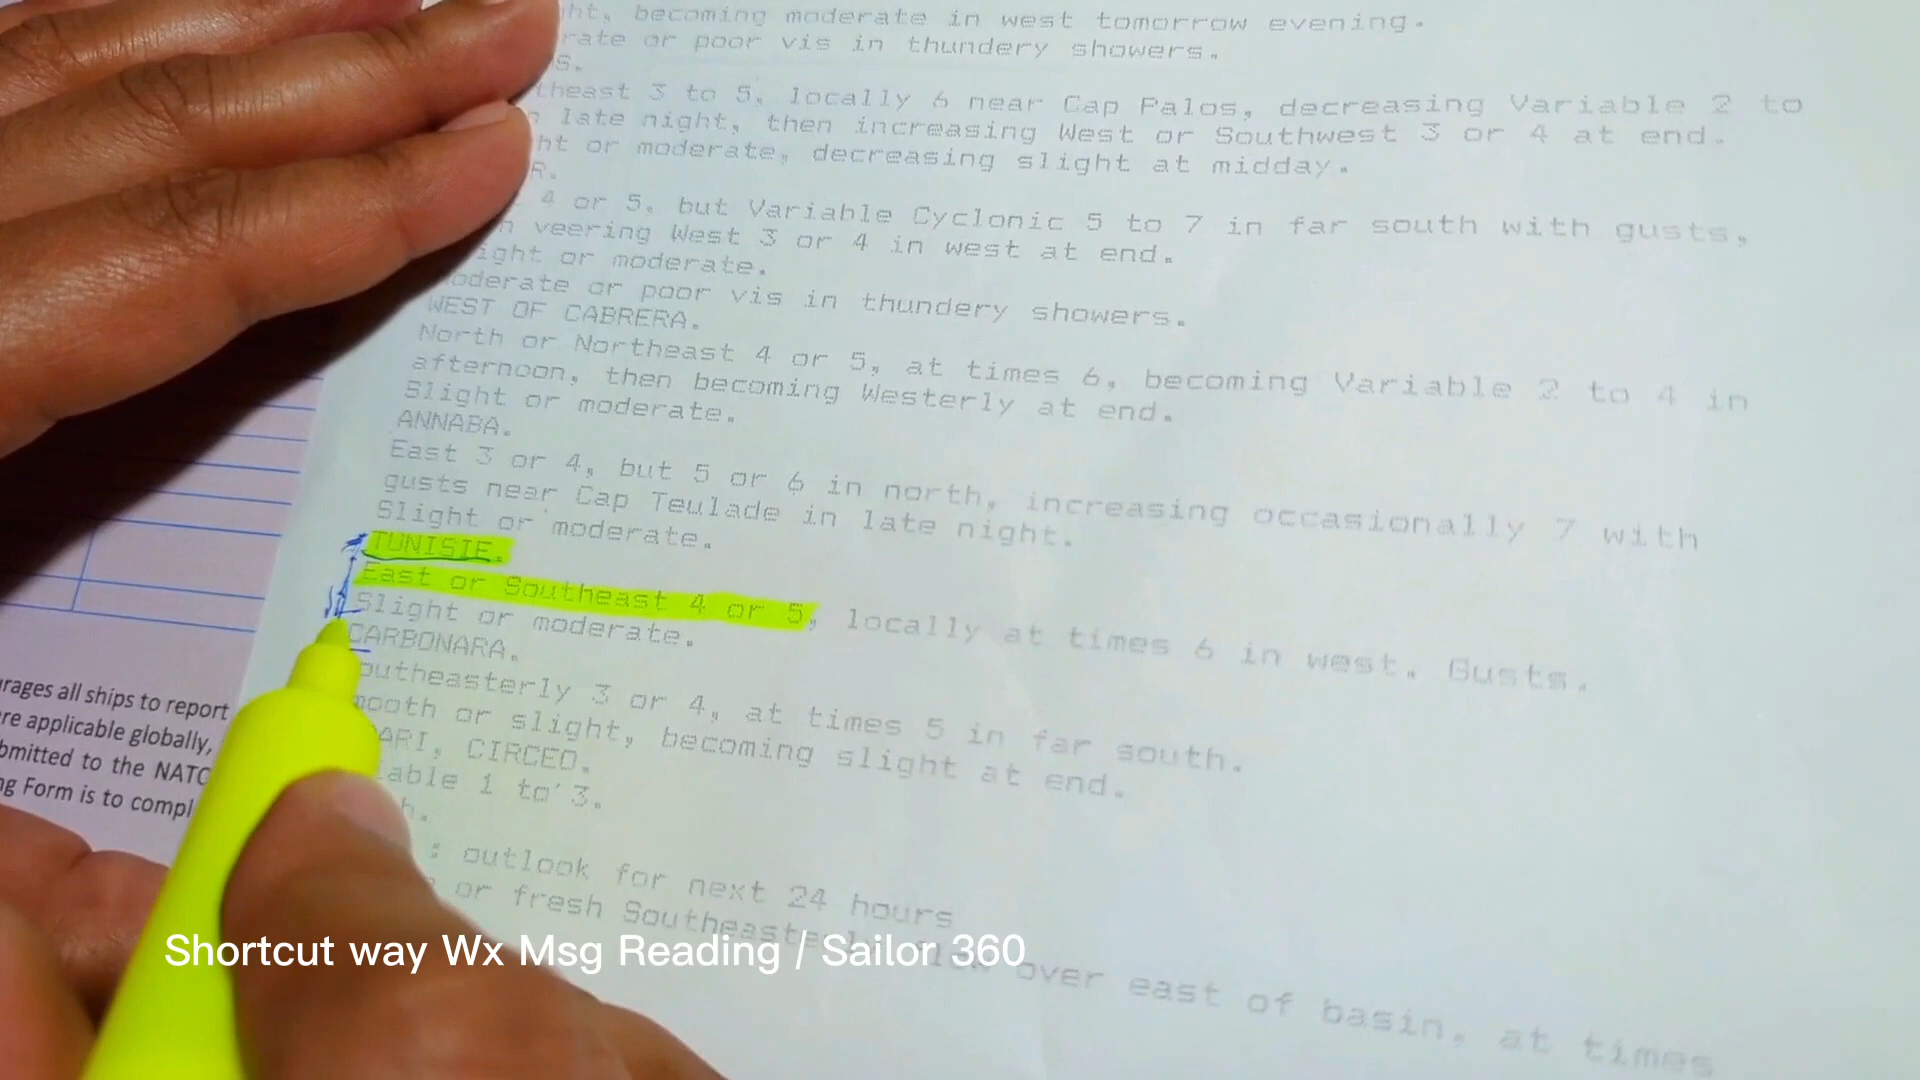 ht, becoming moderate in west tomorrow evening.
rate or poor vis in thundery showers.
S.
theast 3 to 5, locally 6 near Cap Palos, decreasing Variable 2 to
late night, then increasing West or Southwest 3 or 4 at end.
ht or moderate, decreasing slight at midday.
R.
4 or 5, but Variable Cyclonic 5 to 7 in far south with gusts,
n veering West 3 or 4 in west at end.
ight or moderate.
oderate or poor vis in thundery showers.
WEST OF CABRERA.
North or Northeast 4 or 5, at times 6, becoming Variable 2 to 4 in
afternoon, then becoming Westerly at end.
Slight or moderate.
ANNABA.
East 3 or 4, but 5 or 6 in north, increasing occasionally 7 with
gusts near Cap Teulade in late night.
Slight or moderate.
TUNISIE.
East or Southeast 4 or 5, locally at times 6 in west. Gusts.
Slight or moderate.
CARBONARA.
outheasterly 3 or 4, at times 5 in far south.
mooth or slight, becoming slight at end.
ARI, CIRCEO.
iable 1 to 3.
h.
: outlook for next 24 hours
or fresh Southeasterly flow over east of basin, at times
rages all ships to report
re applicable globally,
bmitted to the NATO
ng Form is to compl
Shortcut way Wx Msg Reading / Sailor 360